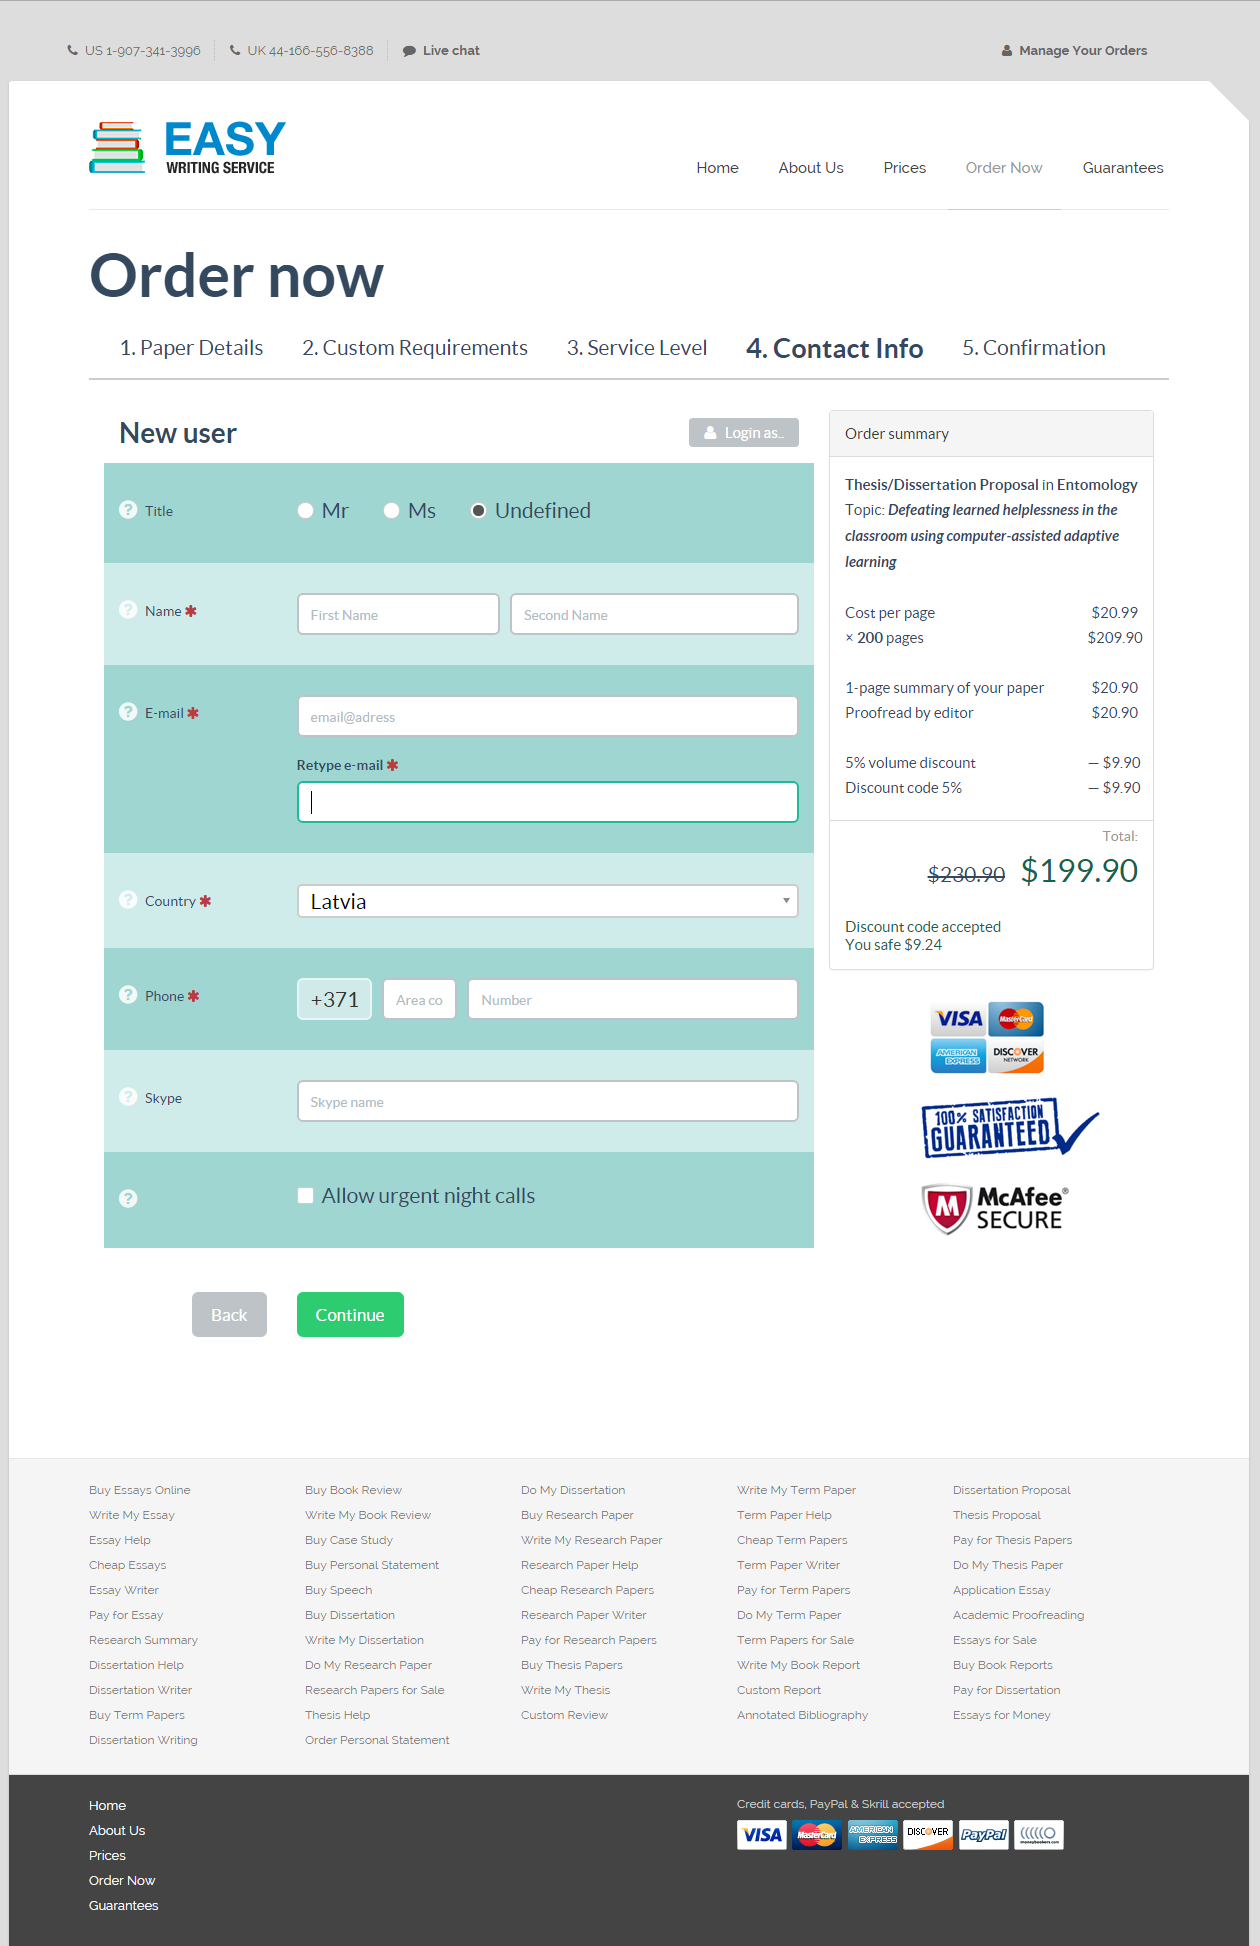 US 1-907-341-3996
UK 44-166-556-8388
Live chat
Manage Your Orders
EASY
WRITING SERVICE
Home
About Us
Prices
Order Now
Guarantees
Order now
1. Paper Details
2. Custom Requirements
3. Service Level
4. Contact Info
5. Confirmation
New user
Login as..
? Title
Mr
Ms
Undefined
? Name ✱
First Name
Second Name
? E-mail ✱
email@adress
Retype e-mail ✱
? Country ✱
Latvia
? Phone ✱
+371
Area co
Number
? Skype
Skype name
?
Allow urgent night calls
Back
Continue
Order summary
Thesis/Dissertation Proposal in Entomology
Topic: Defeating learned helplessness in the
classroom using computer-assisted adaptive
learning
Cost per page $20.99
× 200 pages $209.90
1-page summary of your paper $20.90
Proofread by editor $20.90
5% volume discount – $9.90
Discount code 5% – $9.90
Total:
$230.90 $199.90
Discount code accepted
You safe $9.24
VISA
MasterCard
AMERICAN EXPRESS
DISCOVER
NETWORK
100% SATISFACTION
GUARANTEED
McAfee®
SECURE
Buy Essays Online
Write My Essay
Essay Help
Cheap Essays
Essay Writer
Pay for Essay
Research Summary
Dissertation Help
Dissertation Writer
Buy Term Papers
Dissertation Writing
Buy Book Review
Write My Book Review
Buy Case Study
Buy Personal Statement
Buy Speech
Buy Dissertation
Write My Dissertation
Do My Research Paper
Research Papers for Sale
Thesis Help
Order Personal Statement
Do My Dissertation
Buy Research Paper
Write My Research Paper
Research Paper Help
Cheap Research Papers
Research Paper Writer
Pay for Research Papers
Buy Thesis Papers
Write My Thesis
Custom Review
Write My Term Paper
Term Paper Help
Cheap Term Papers
Term Paper Writer
Pay for Term Papers
Do My Term Paper
Term Papers for Sale
Write My Book Report
Custom Report
Annotated Bibliography
Dissertation Proposal
Thesis Proposal
Pay for Thesis Papers
Do My Thesis Paper
Application Essay
Academic Proofreading
Essays for Sale
Buy Book Reports
Pay for Dissertation
Essays for Money
Home
About Us
Prices
Order Now
Guarantees
Credit cards, PayPal & Skrill accepted
VISA
MasterCard
AMERICAN EXPRESS
DISCOVER
PayPal
moneybookers.com